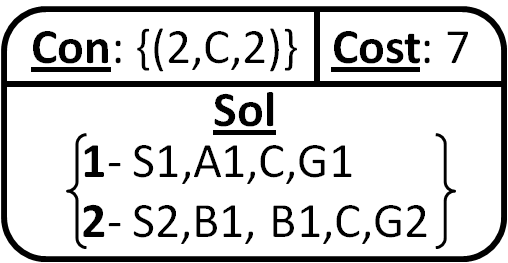 Con: {(2,C,2)} Cost: 7
Sol
1- S1,A1,C,G1
2- S2,B1, B1,C,G2